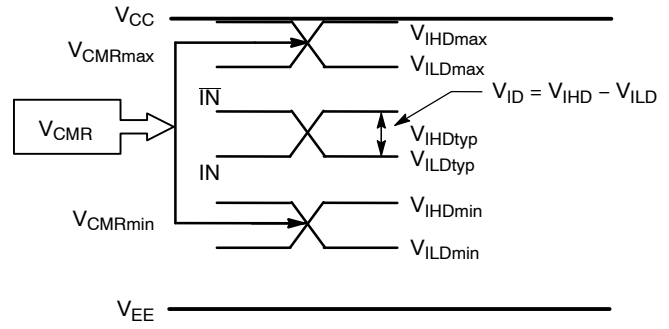 VCC
VIHDmax
VCMRmax
VILDmax
IN
VID = VIHD − VILD
VCMR
VIHDtyp
VILDtyp
IN
VIHDmin
VCMRmin
VILDmin
VEE